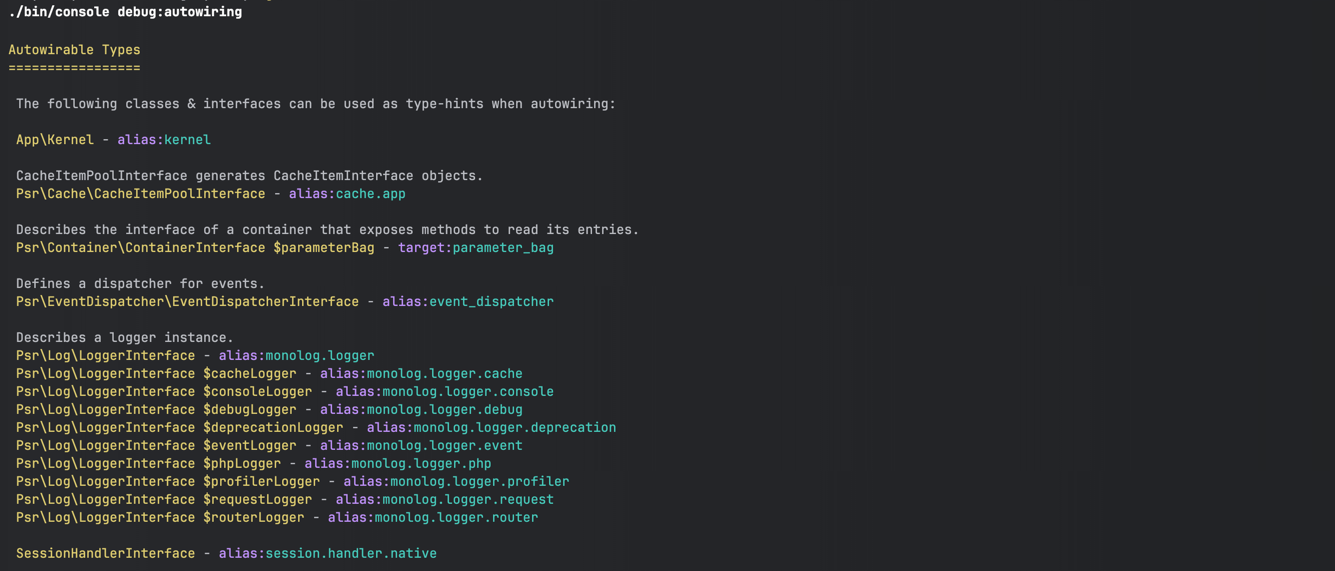 ./bin/console debug:autowiring
Autowirable Types
=================
The following classes & interfaces can be used as type-hints when autowiring:
App\Kernel - alias:kernel
CacheItemPoolInterface generates CacheItemInterface objects.
Psr\Cache\CacheItemPoolInterface - alias:cache.app
Describes the interface of a container that exposes methods to read its entries.
Psr\Container\ContainerInterface $parameterBag - target:parameter_bag
Defines a dispatcher for events.
Psr\EventDispatcher\EventDispatcherInterface - alias:event_dispatcher
Describes a logger instance.
Psr\Log\LoggerInterface - alias:monolog.logger
Psr\Log\LoggerInterface $cacheLogger - alias:monolog.logger.cache
Psr\Log\LoggerInterface $consoleLogger - alias:monolog.logger.console
Psr\Log\LoggerInterface $debugLogger - alias:monolog.logger.debug
Psr\Log\LoggerInterface $deprecationLogger - alias:monolog.logger.deprecation
Psr\Log\LoggerInterface $eventLogger - alias:monolog.logger.event
Psr\Log\LoggerInterface $phpLogger - alias:monolog.logger.php
Psr\Log\LoggerInterface $profilerLogger - alias:monolog.logger.profiler
Psr\Log\LoggerInterface $requestLogger - alias:monolog.logger.request
Psr\Log\LoggerInterface $routerLogger - alias:monolog.logger.router
SessionHandlerInterface - alias:session.handler.native